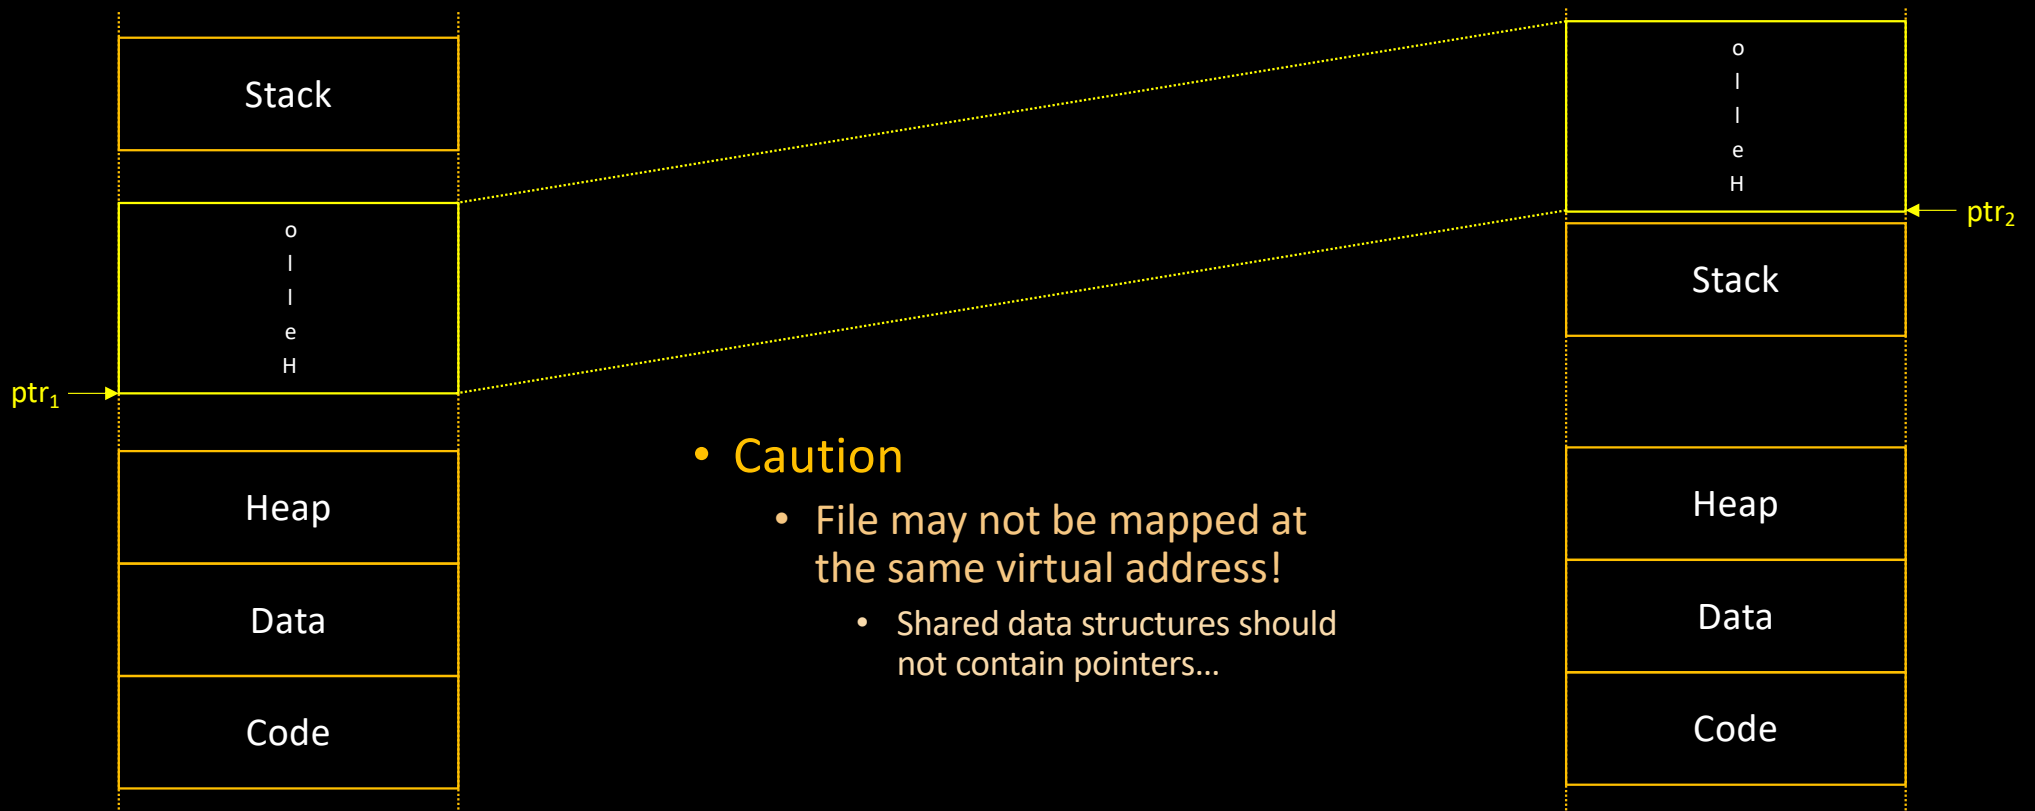 Stack
o
l
l
e
H
ptr1
Heap
Data
Code
• Caution
• File may not be mapped at
the same virtual address!
• Shared data structures should
not contain pointers...
o
l
l
e
H
ptr2
Stack
Heap
Data
Code